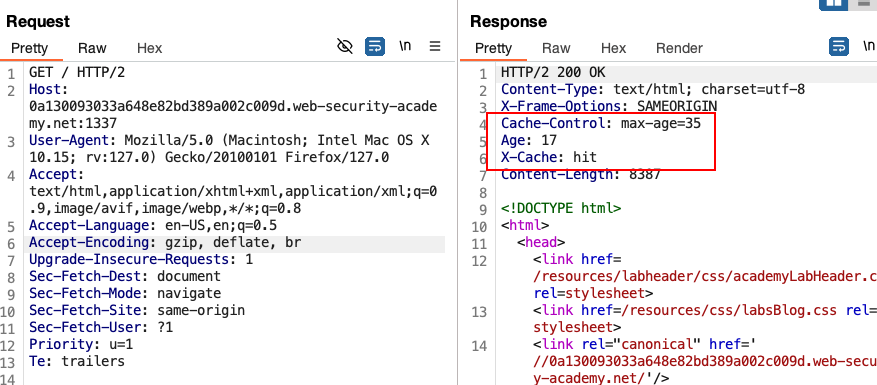 Request
Pretty Raw Hex
\n
1 GET / HTTP/2
2 Host:
0a130093033a648e82bd389a002c009d.web-security-acade
my.net:1337
3 User-Agent: Mozilla/5.0 (Macintosh; Intel Mac OS X
10.15; rv:127.0) Gecko/20100101 Firefox/127.0
4 Accept:
text/html,application/xhtml+xml,application/xml;q=0
.9,image/avif,image/webp,*/*;q=0.8
5 Accept-Language: en-US,en;q=0.5
6 Accept-Encoding: gzip, deflate, br
7 Upgrade-Insecure-Requests: 1
8 Sec-Fetch-Dest: document
9 Sec-Fetch-Mode: navigate
10 Sec-Fetch-Site: same-origin
11 Sec-Fetch-User: ?1
12 Priority: u=1
13 Te: trailers
14
Response
Pretty Raw Hex Render
\n
1 HTTP/2 200 OK
2 Content-Type: text/html; charset=utf-8
3 X-Frame-Options: SAMEORIGIN
4 Cache-Control: max-age=35
5 Age: 17
6 X-Cache: hit
7 Content-Length: 8387
8
9 <!DOCTYPE html>
10 <html>
11 <head>
12 <link href=
/resources/labheader/css/academyLabHeader.c
rel=stylesheet>
13 <link href=/resources/css/labsBlog.css rel=
stylesheet>
14 <link rel="canonical" href='
//0a130093033a648e82bd389a002c009d.web-secu
y-academy.net/'/>